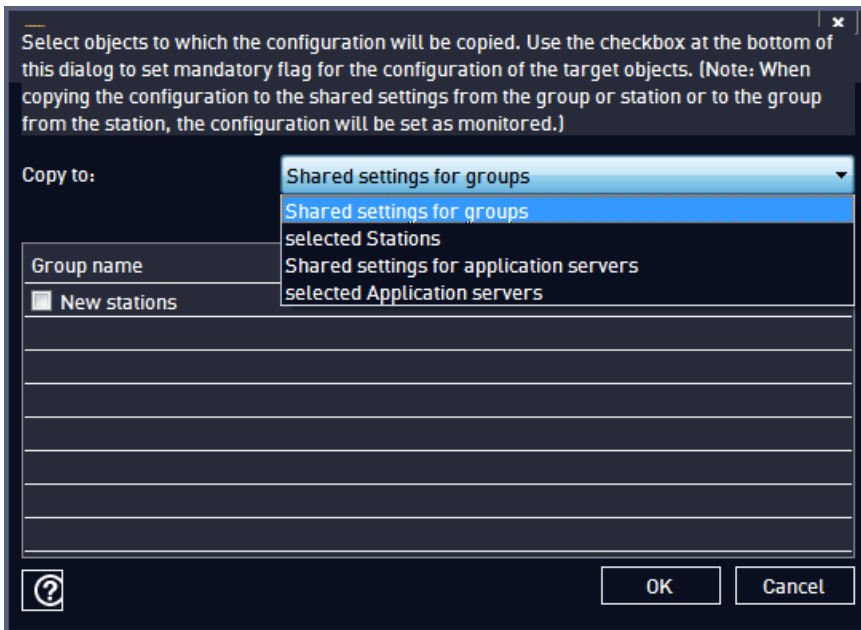 Select objects to which the configuration will be copied. Use the checkbox at the bottom of
this dialog to set mandatory flag for the configuration of the target objects. (Note: When
copying the configuration to the shared settings from the group or station or to the group
from the station, the configuration will be set as monitored.)
Copy to:
Shared settings for groups
Shared settings for groups
selected Stations
Shared settings for application servers
selected Application servers
Group name
New stations
OK
Cancel